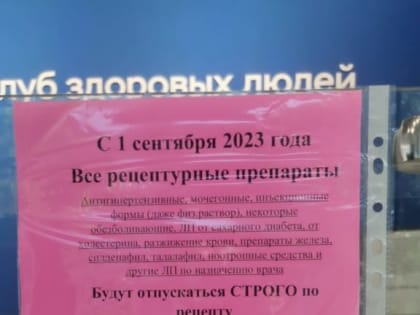 луб здоровых людей
С 1 сентября 2023 года
Все рецептурные препараты
Антигипертензивные, мочегонные, инъекционные
формы (даже физ.раствор), некоторые
обезболивающие, ЛП от сахарного диабета, от
холестерина, разжижение крови, препараты железа,
силденафил, талалафил, ноотропные средства и
другие ЛП по назначению врача
Будут отпускаться СТРОГО по
рецепту